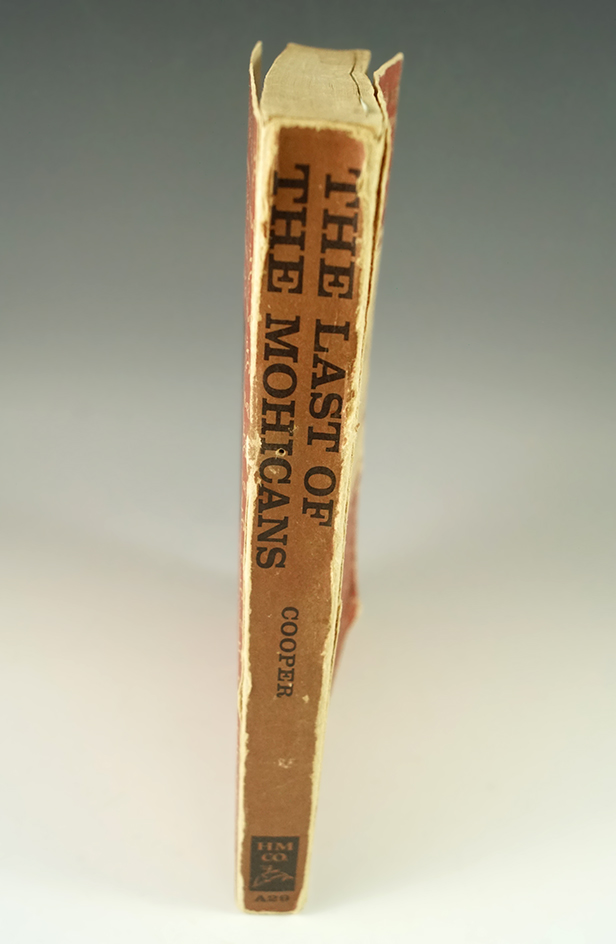 THE LAST OF
THE MOHICANS
COOPER
HM
CO.
A29